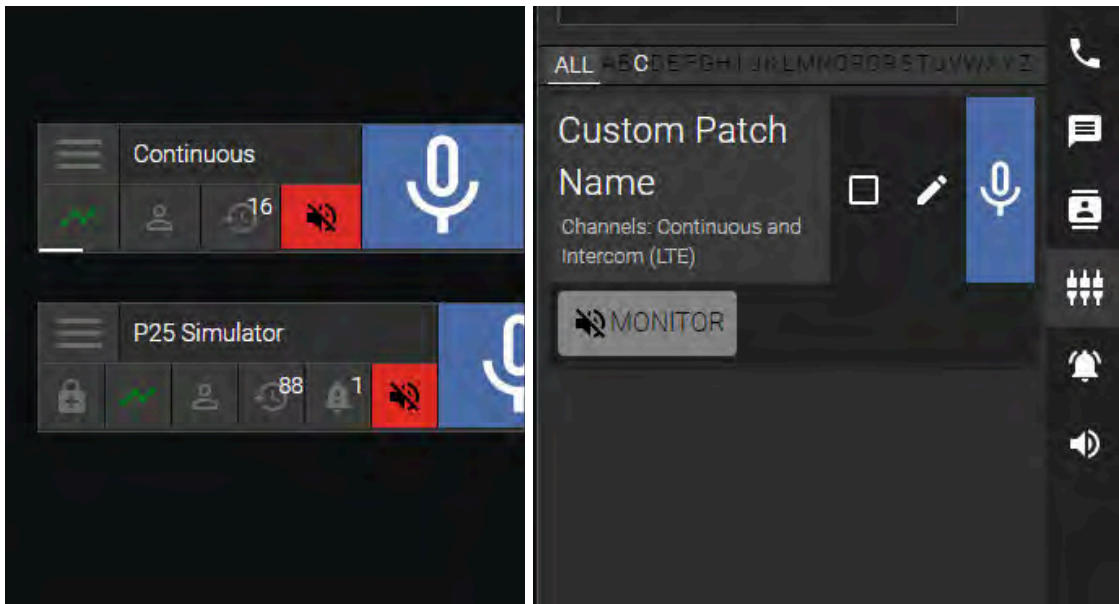 Continuous
16
P25 Simulator
88
1
ALL A B C D E F G H I J K L M N O P Q R S T U V W X Y Z
Custom Patch
Name
Channels: Continuous and
Intercom (LTE)
MONITOR